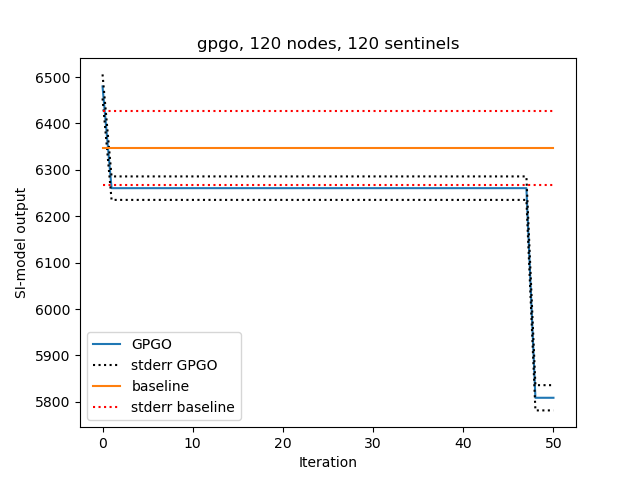 gpgo, 120 nodes, 120 sentinels
6500
6400
6300
6200
6100
6000
5900
5800
SI-model output
GPGO
stderr GPGO
baseline
stderr baseline
0 10 20 30 40 50
Iteration